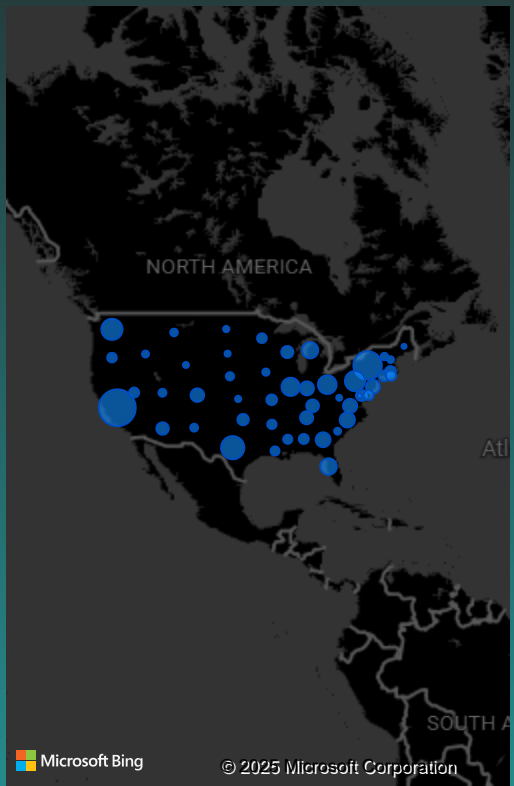 NORTH AMERICA
Atl
SOUTH A
Microsoft Bing
© 2025 Microsoft Corporation